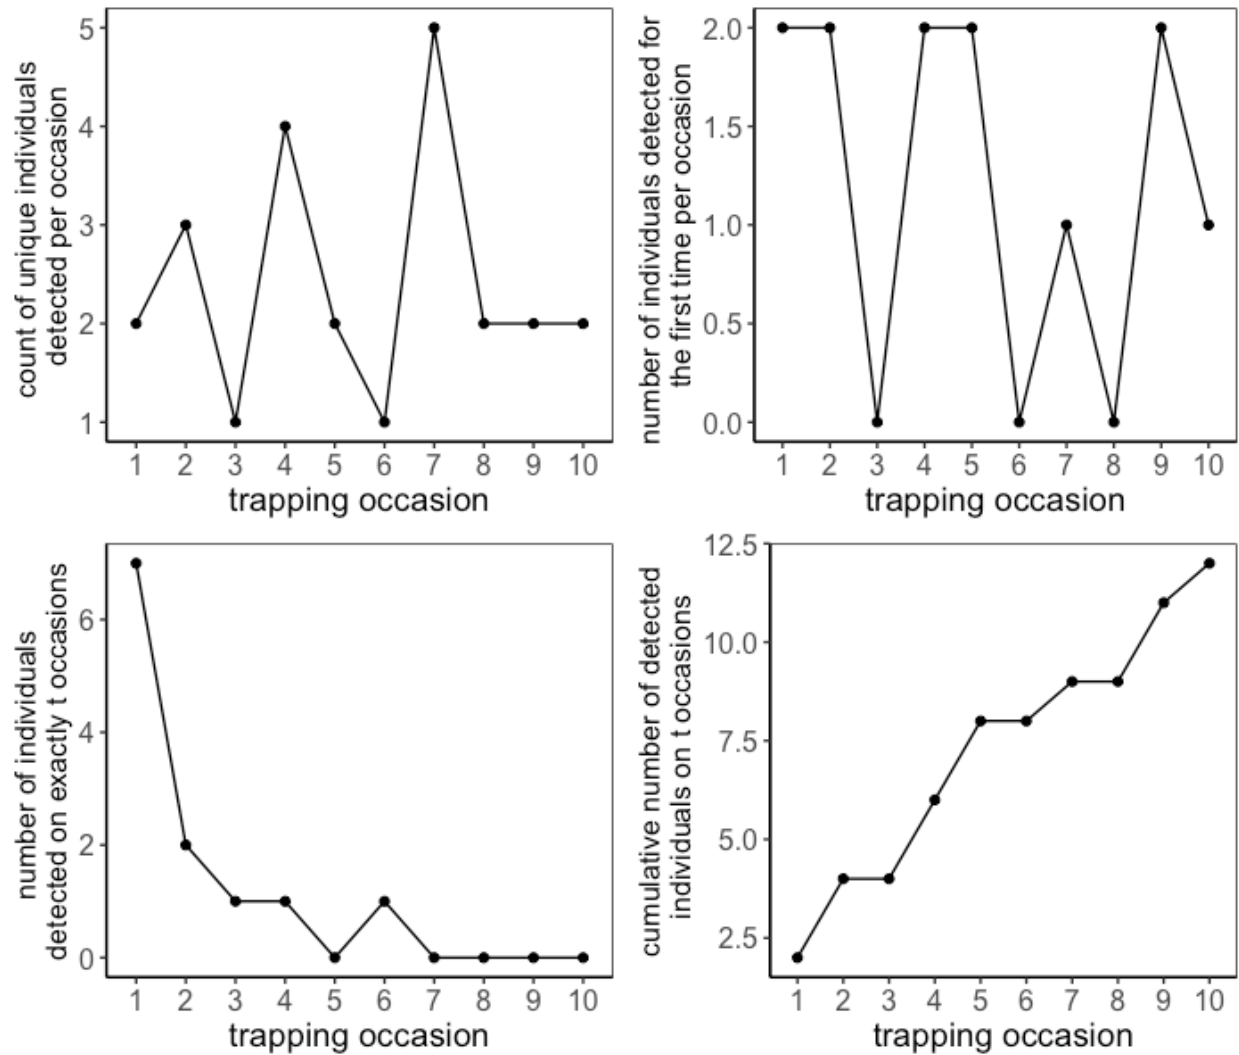 count of unique individuals
detected per occasion
5
4
3
2
1
1 2 3 4 5 6 7 8 9 10
trapping occasion
number of individuals detected for
the first time per occasion
2.0
1.5
1.0
0.5
0.0
1 2 3 4 5 6 7 8 9 10
trapping occasion
number of individuals
detected on exactly t occasions
6
4
2
0
1 2 3 4 5 6 7 8 9 10
trapping occasion
cumulative number of detected
individuals on t occasions
12.5
10.0
7.5
5.0
2.5
1 2 3 4 5 6 7 8 9 10
trapping occasion